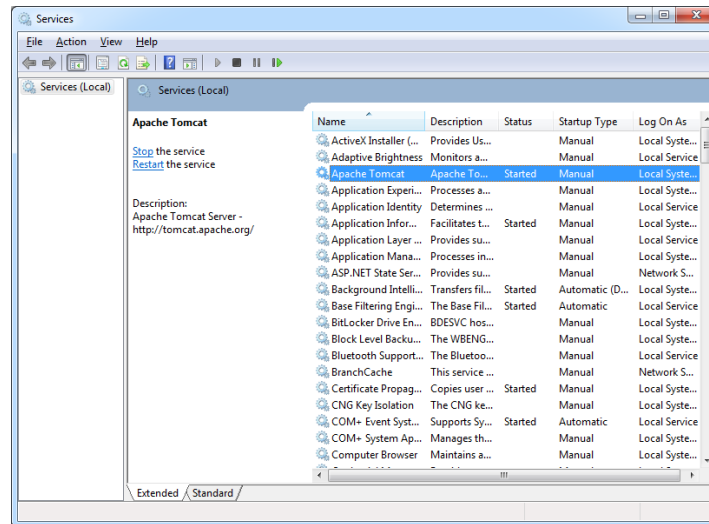 Services
File Action View Help
Services (Local)
Services (Local)
Apache Tomcat
Stop the service
Restart the service
Description:
Apache Tomcat Server -
http://tomcat.apache.org/
Name Description Status Startup Type Log On As
ActiveX Installer (... Provides Us... Manual Local Syste...
Adaptive Brightness Monitors a... Manual Local Service
Apache Tomcat Apache To... Started Manual Local Syste...
Application Experi... Processes a... Manual Local Syste...
Application Identity Determines ... Manual Local Service
Application Infor... Facilitates t... Started Manual Local Syste...
Application Layer ... Provides su... Manual Local Service
Application Mana... Processes in... Manual Local Syste...
ASP.NET State Ser... Provides su... Manual Network S...
Background Intelli... Transfers fil... Started Automatic (D... Local Syste...
Base Filtering Engi... The Base Fil... Started Automatic Local Service
BitLocker Drive En... BDESVC hos... Manual Local Syste...
Block Level Backu... The WBENG... Manual Local Syste...
Bluetooth Support... The Bluetoo... Manual Local Service
BranchCache This service ... Manual Network S...
Certificate Propag... Copies user ... Started Manual Local Syste...
CNG Key Isolation The CNG ke... Manual Local Syste...
COM+ Event Syst... Supports Sy... Started Automatic Local Service
COM+ System Ap... Manages th... Manual Local Syste...
Computer Browser Maintains a... Manual Local Syste...
Extended Standard